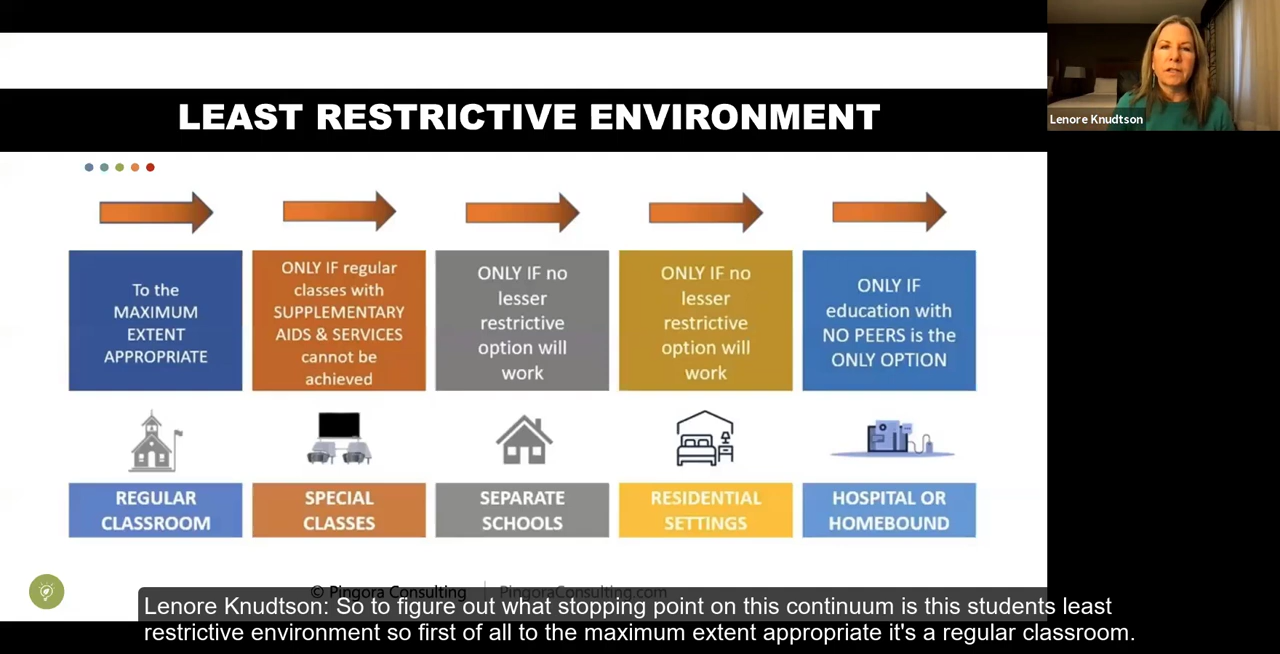 LEAST RESTRICTIVE ENVIRONMENT
Lenore Knudtson
To the
MAXIMUM
EXTENT
APPROPRIATE
ONLY IF regular
classes with
SUPPLEMENTARY
AIDS & SERVICES
cannot be
achieved
ONLY IF no
lesser
restrictive
option will
work
ONLY IF no
lesser
restrictive
option will
work
ONLY IF
education with
NO PEERS is the
ONLY OPTION
REGULAR
CLASSROOM
SPECIAL
CLASSES
SEPARATE
SCHOOLS
RESIDENTIAL
SETTINGS
HOSPITAL OR
HOMEBOUND
© Pingora Consulting | PingoraConsulting.com
Lenore Knudtson: So to figure out what stopping point on this continuum is this students least
restrictive environment so first of all to the maximum extent appropriate it's a regular classroom.